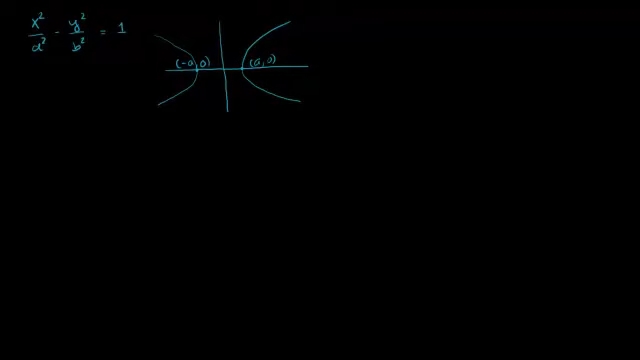 x²/a² - y²/b² = 1
(-a, 0) (a, 0)